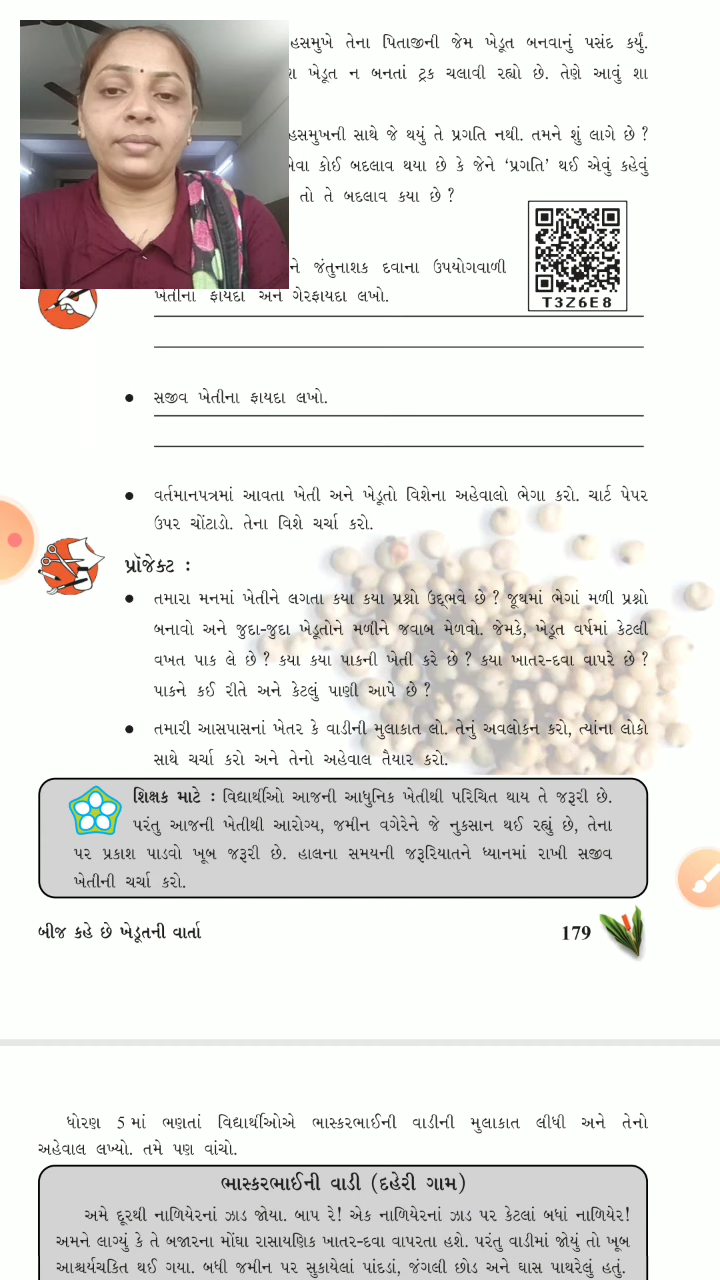 હસમુખે તેના પિતાજીની જેમ ખેડૂત બનવાનું પસંદ કર્યું.
ખેડૂત ન બનતાં ટ્રક ચલાવી રહ્યો છે. તેણે આવું શા
હસમુખની સાથે જે થયું તે પ્રગતિ નથી. તમને શું લાગે છે ?
કોઈ બદલાવ થયા છે કે જેને ‘પ્રગતિ’ થઈ એવું કહેવું
તો તે બદલાવ કયા છે ?
જંતુનાશક દવાના ઉપયોગવાળી
ખેતીના ફાયદા અને ગેરફાયદા લખો.
T3Z6E8
● સજીવ ખેતીના ફાયદા લખો.
● વર્તમાનપત્રમાં આવતા ખેતી અને ખેડૂતો વિશેના અહેવાલો ભેગા કરો. ચાર્ટ પેપર
ઉપર ચોંટાડો. તેના વિશે ચર્ચા કરો.
પ્રૉજેક્ટ :
● તમારા મનમાં ખેતીને લગતા કયા કયા પ્રશ્નો ઉદ્દભવે છે ? જૂથમાં ભેગાં મળી પ્રશ્નો
બનાવો અને જુદા-જુદા ખેડૂતોને મળીને જવાબ મેળવો. જેમકે, ખેડૂત વર્ષમાં કેટલી
વખત પાક લે છે ? કયા કયા પાકની ખેતી કરે છે ? કયા ખાતર-દવા વાપરે છે ?
પાકને કઈ રીતે અને કેટલું પાણી આપે છે ?
● તમારી આસપાસનાં ખેતર કે વાડીની મુલાકાત લો. તેનું અવલોકન કરો, ત્યાંના લોકો
સાથે ચર્ચા કરો અને તેનો અહેવાલ તૈયાર કરો.
શિક્ષક માટે : વિદ્યાર્થીઓ આજની આધુનિક ખેતીથી પરિચિત થાય તે જરૂરી છે.
પરંતુ આજની ખેતીથી આરોગ્ય, જમીન વગેરેને જે નુકસાન થઈ રહ્યું છે, તેના
પર પ્રકાશ પાડવો ખૂબ જરૂરી છે. હાલના સમયની જરૂરિયાતને ધ્યાનમાં રાખી સજીવ
ખેતીની ચર્ચા કરો.
બીજ કહે છે ખેડૂતની વાર્તા 179
ધોરણ 5માં ભણતાં વિદ્યાર્થીઓએ ભાસ્કરભાઈની વાડીની મુલાકાત લીધી અને તેનો
અહેવાલ લખ્યો. તમે પણ વાંચો.
ભાસ્કરભાઈની વાડી (દહેરી ગામ)
અમે દૂરથી નાળિયેરનાં ઝાડ જોયા. બાપ રે! એક નાળિયેરનાં ઝાડ પર કેટલાં બધાં નાળિયેર!
અમને લાગ્યું કે તે બજારના મોંઘા રાસાયણિક ખાતર-દવા વાપરતા હશે. પરંતુ વાડીમાં જોયું તો ખૂબ
આશ્ચર્યચકિત થઈ ગયા. બધી જમીન પર સુકાયેલાં પાંદડાં, જંગલી છોડ અને ઘાસ પાથરેલું હતું.